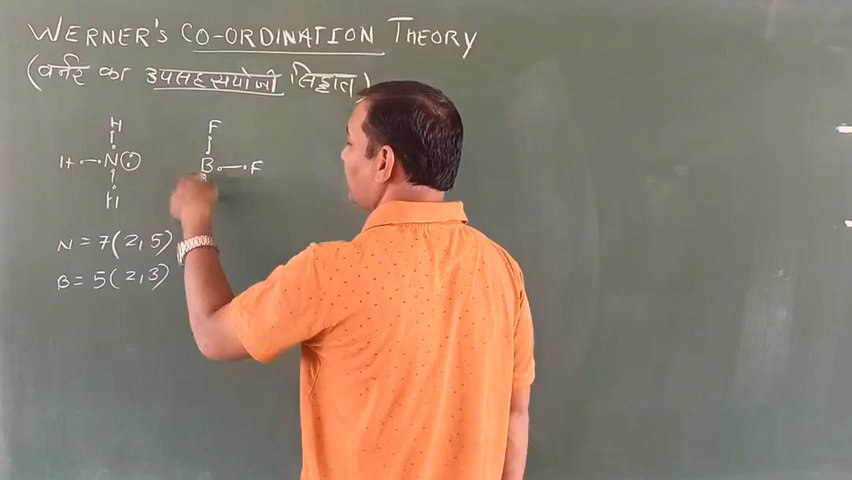 WERNER's CO-ORDINATION THEORY
(वर्नर का उपसहसंयोजी सिद्धांत)
H F
H N B F
H
N = 7(2,5)
B = 5(2,3)